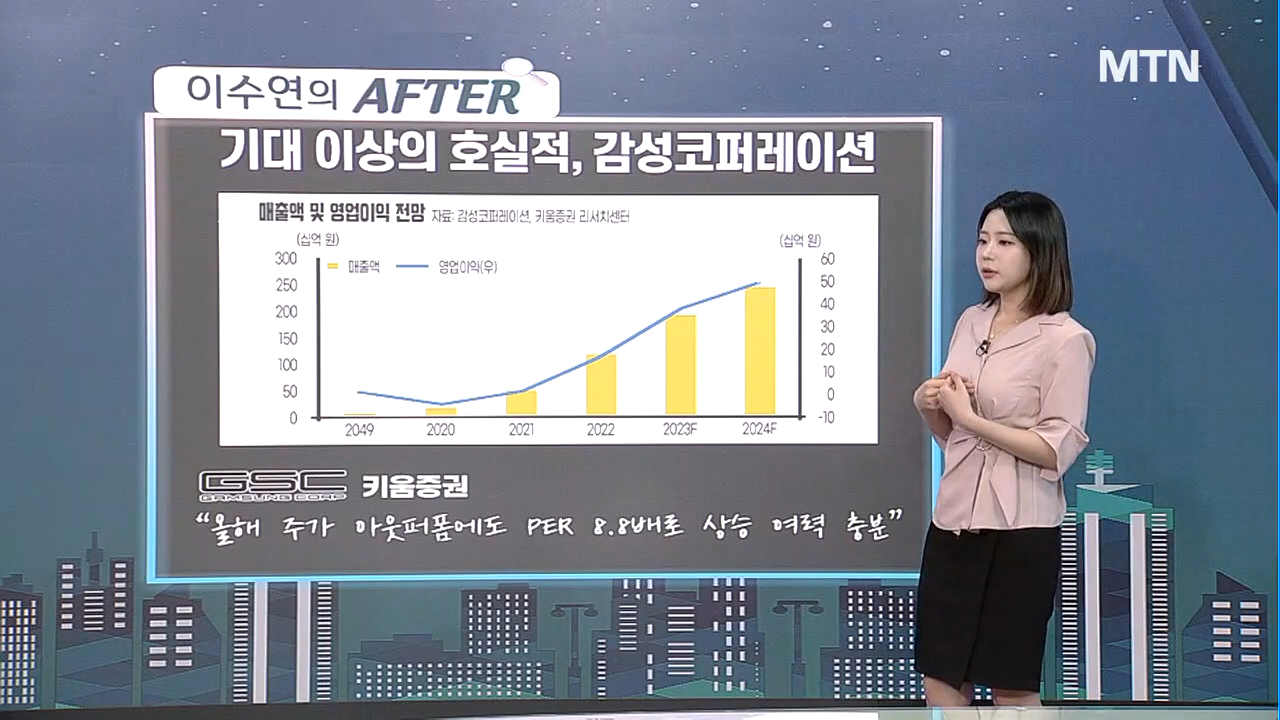 MTN
이수연의 AFTER
기대 이상의 호실적, 감성코퍼레이션
매출액 및 영업이익 전망 자료: 감성코퍼레이션, 키움증권 리서치센터
(십억 원) (십억 원)
매출액 영업이익(우)
300 60
250 50
200 40
150 30
100 20
50 10
0 0
-10
2049 2020 2021 2022 2023F 2024F
GSC 키움증권
GAMSUNG CORP
“올해 주가 아웃퍼폼에도 PER 8.8배로 상승 여력 충분”